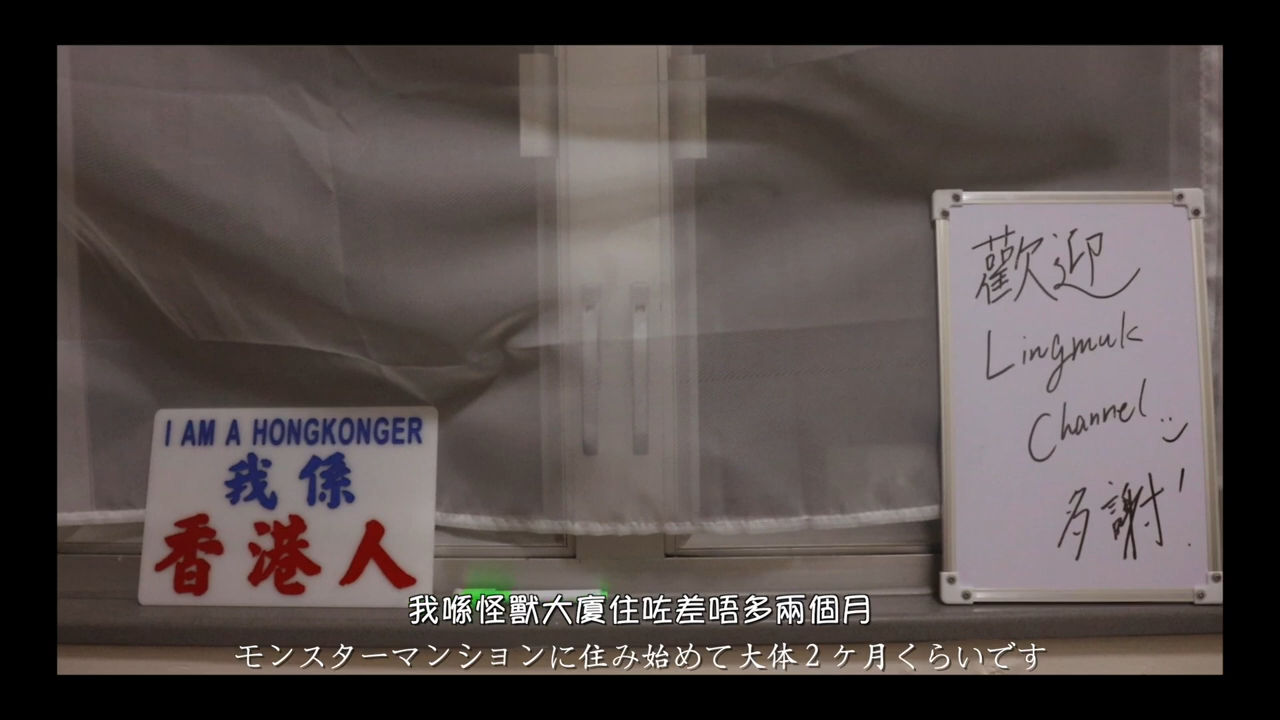 I AM A HONGKONGER
我係
香港人
歡迎
Lingmuk
Channel
多謝!
我喺怪獸大廈住咗差唔多兩個月
モンスターマンションに住み始めて大体２ケ月くらいです